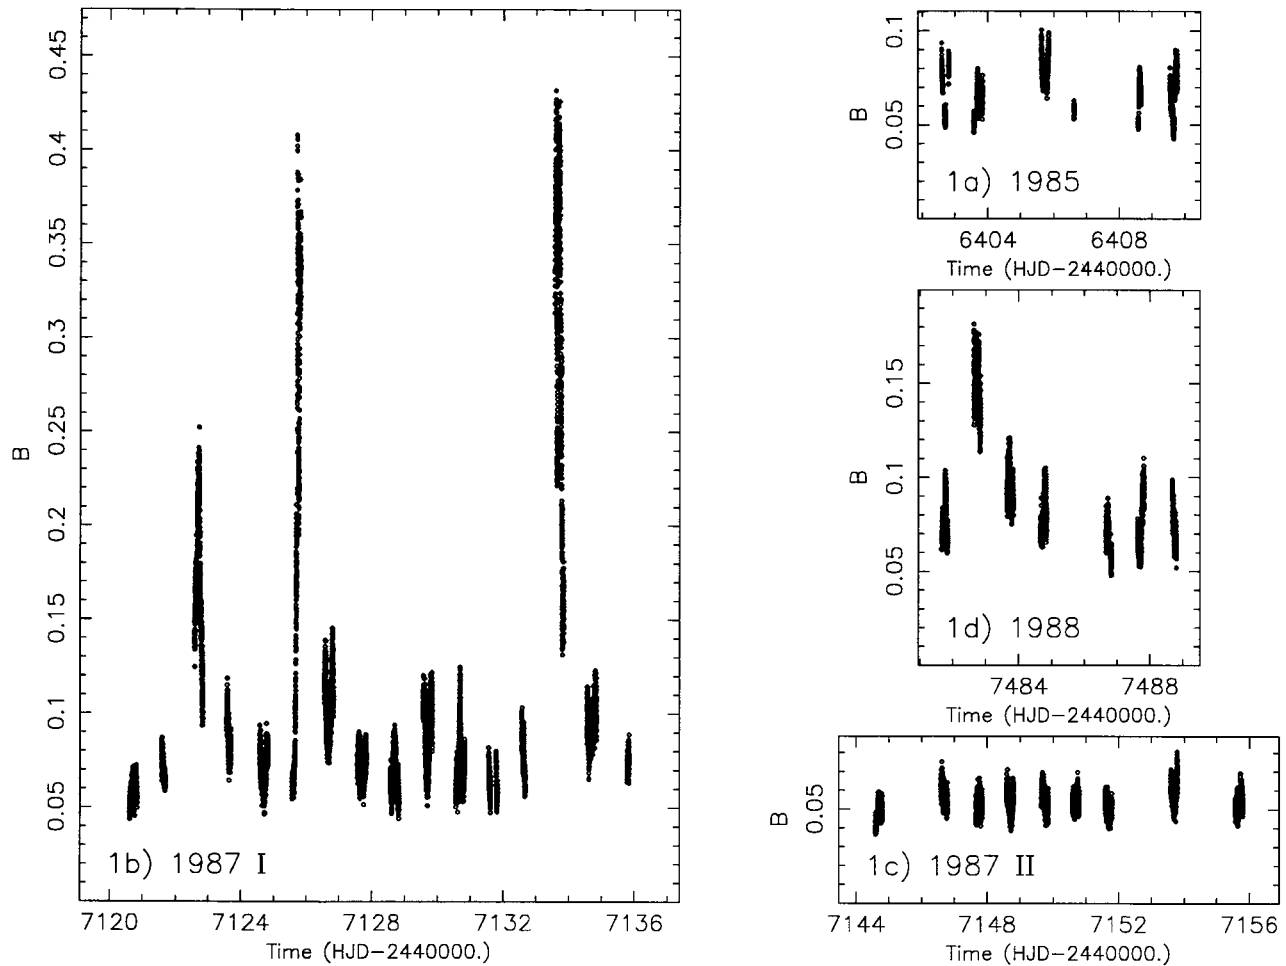 B
0.45
0.4
0.35
0.3
0.25
0.2
0.15
0.1
0.05
1b) 1987 I
7120 7124 7128 7132 7136
Time (HJD-2440000.)
B
0.1
0.05
1a) 1985
6404 6408
Time (HJD-2440000.)
B
0.15
0.1
0.05
1d) 1988
7484 7488
Time (HJD-2440000.)
B
0.05
1c) 1987 II
7144 7148 7152 7156
Time (HJD-2440000.)